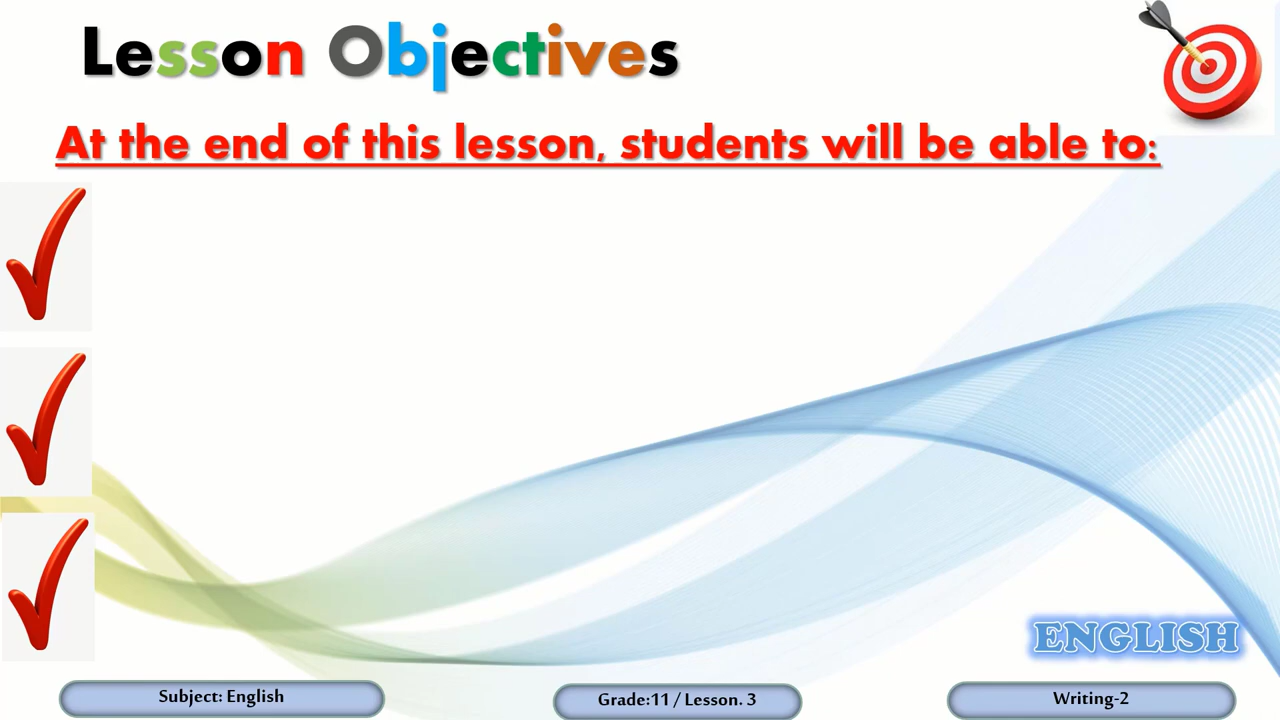 Lesson Objectives
At the end of this lesson, students will be able to:
ENGLISH
Subject: English
Grade:11 / Lesson. 3
Writing-2